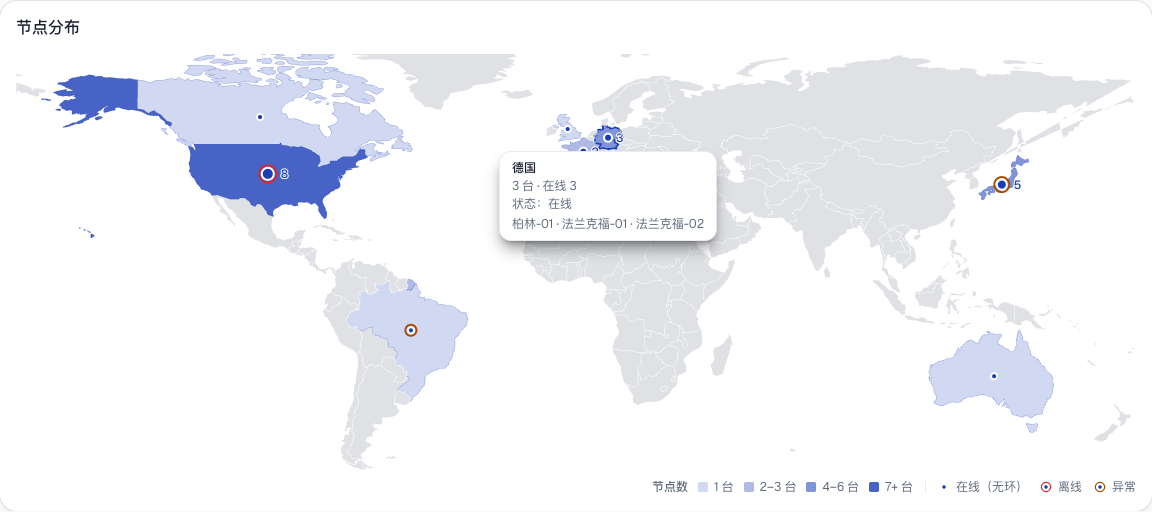 节点分布
3
8
德国
3 台 · 在线 3
状态：在线
柏林-01 · 法兰克福-01 · 法兰克福-02
5
节点数 1 台 2–3 台 4–6 台 7+ 台 在线（无环） 离线 异常